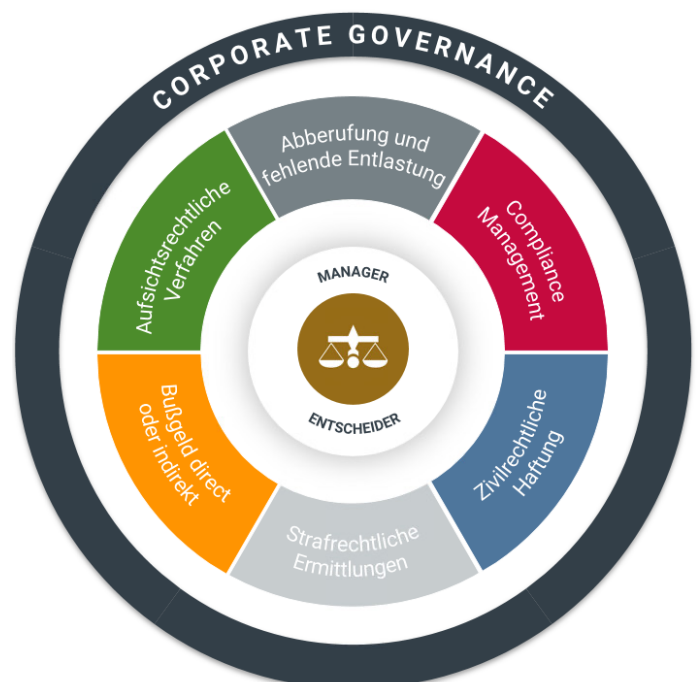 CORPORATE GOVERNANCE
Abberufung und
fehlende Entlastung
Compliance
Management
Zivilrechtliche
Haftung
Strafrechtliche
Ermittlungen
Bußgeld direct
oder indirekt
Aufsichtsrechtliche
Verfahren
MANAGER
ENTSCHEIDER